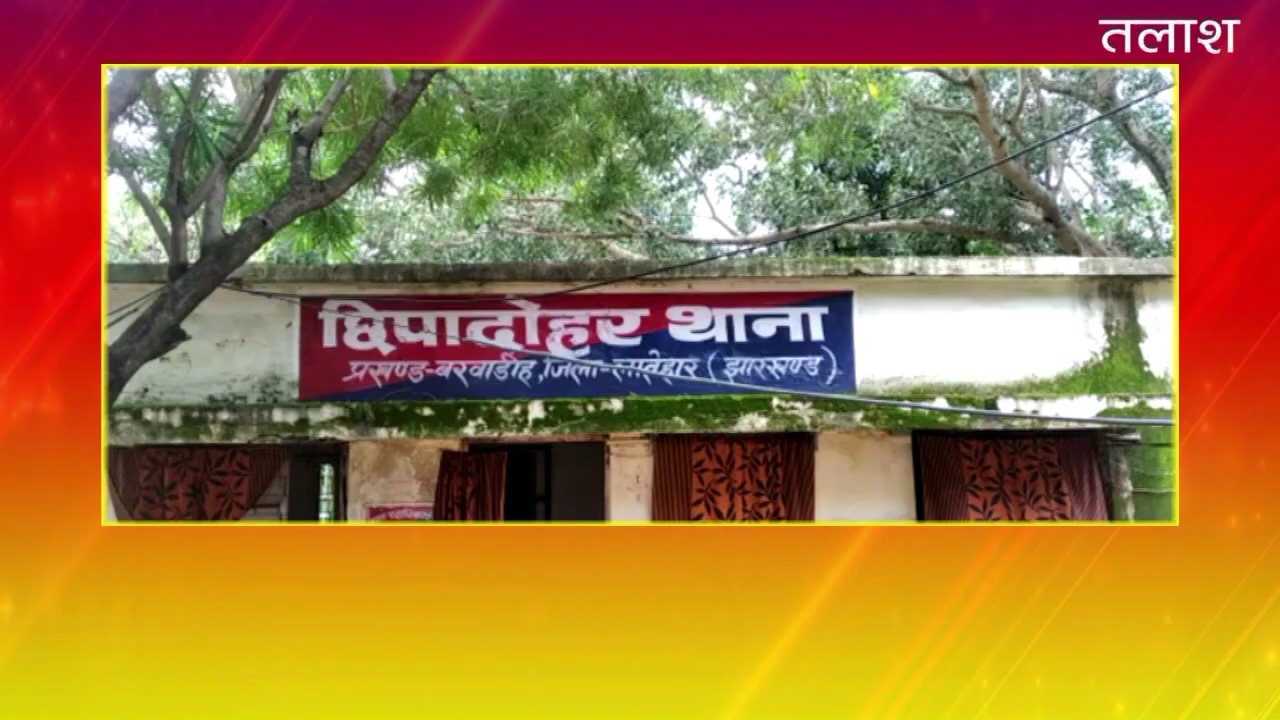 तलाश
छिपादोहर थाना
प्रखण्ड-बरवाडीह,जिला-लातेहार (झारखण्ड)